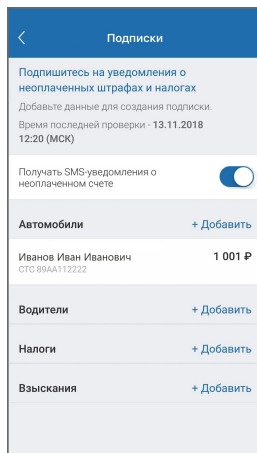 Подписки
Подпишитесь на уведомления о
неоплаченных штрафах и налогах
Добавьте данные для создания подписки.
Время последней проверки - 13.11.2018
12:20 (МСК)
Получать SMS-уведомления о
неоплаченном счете
Автомобили + Добавить
Иванов Иван Иванович 1 001 ₽
СТС 89АА112222
Водители + Добавить
Налоги + Добавить
Взыскания + Добавить